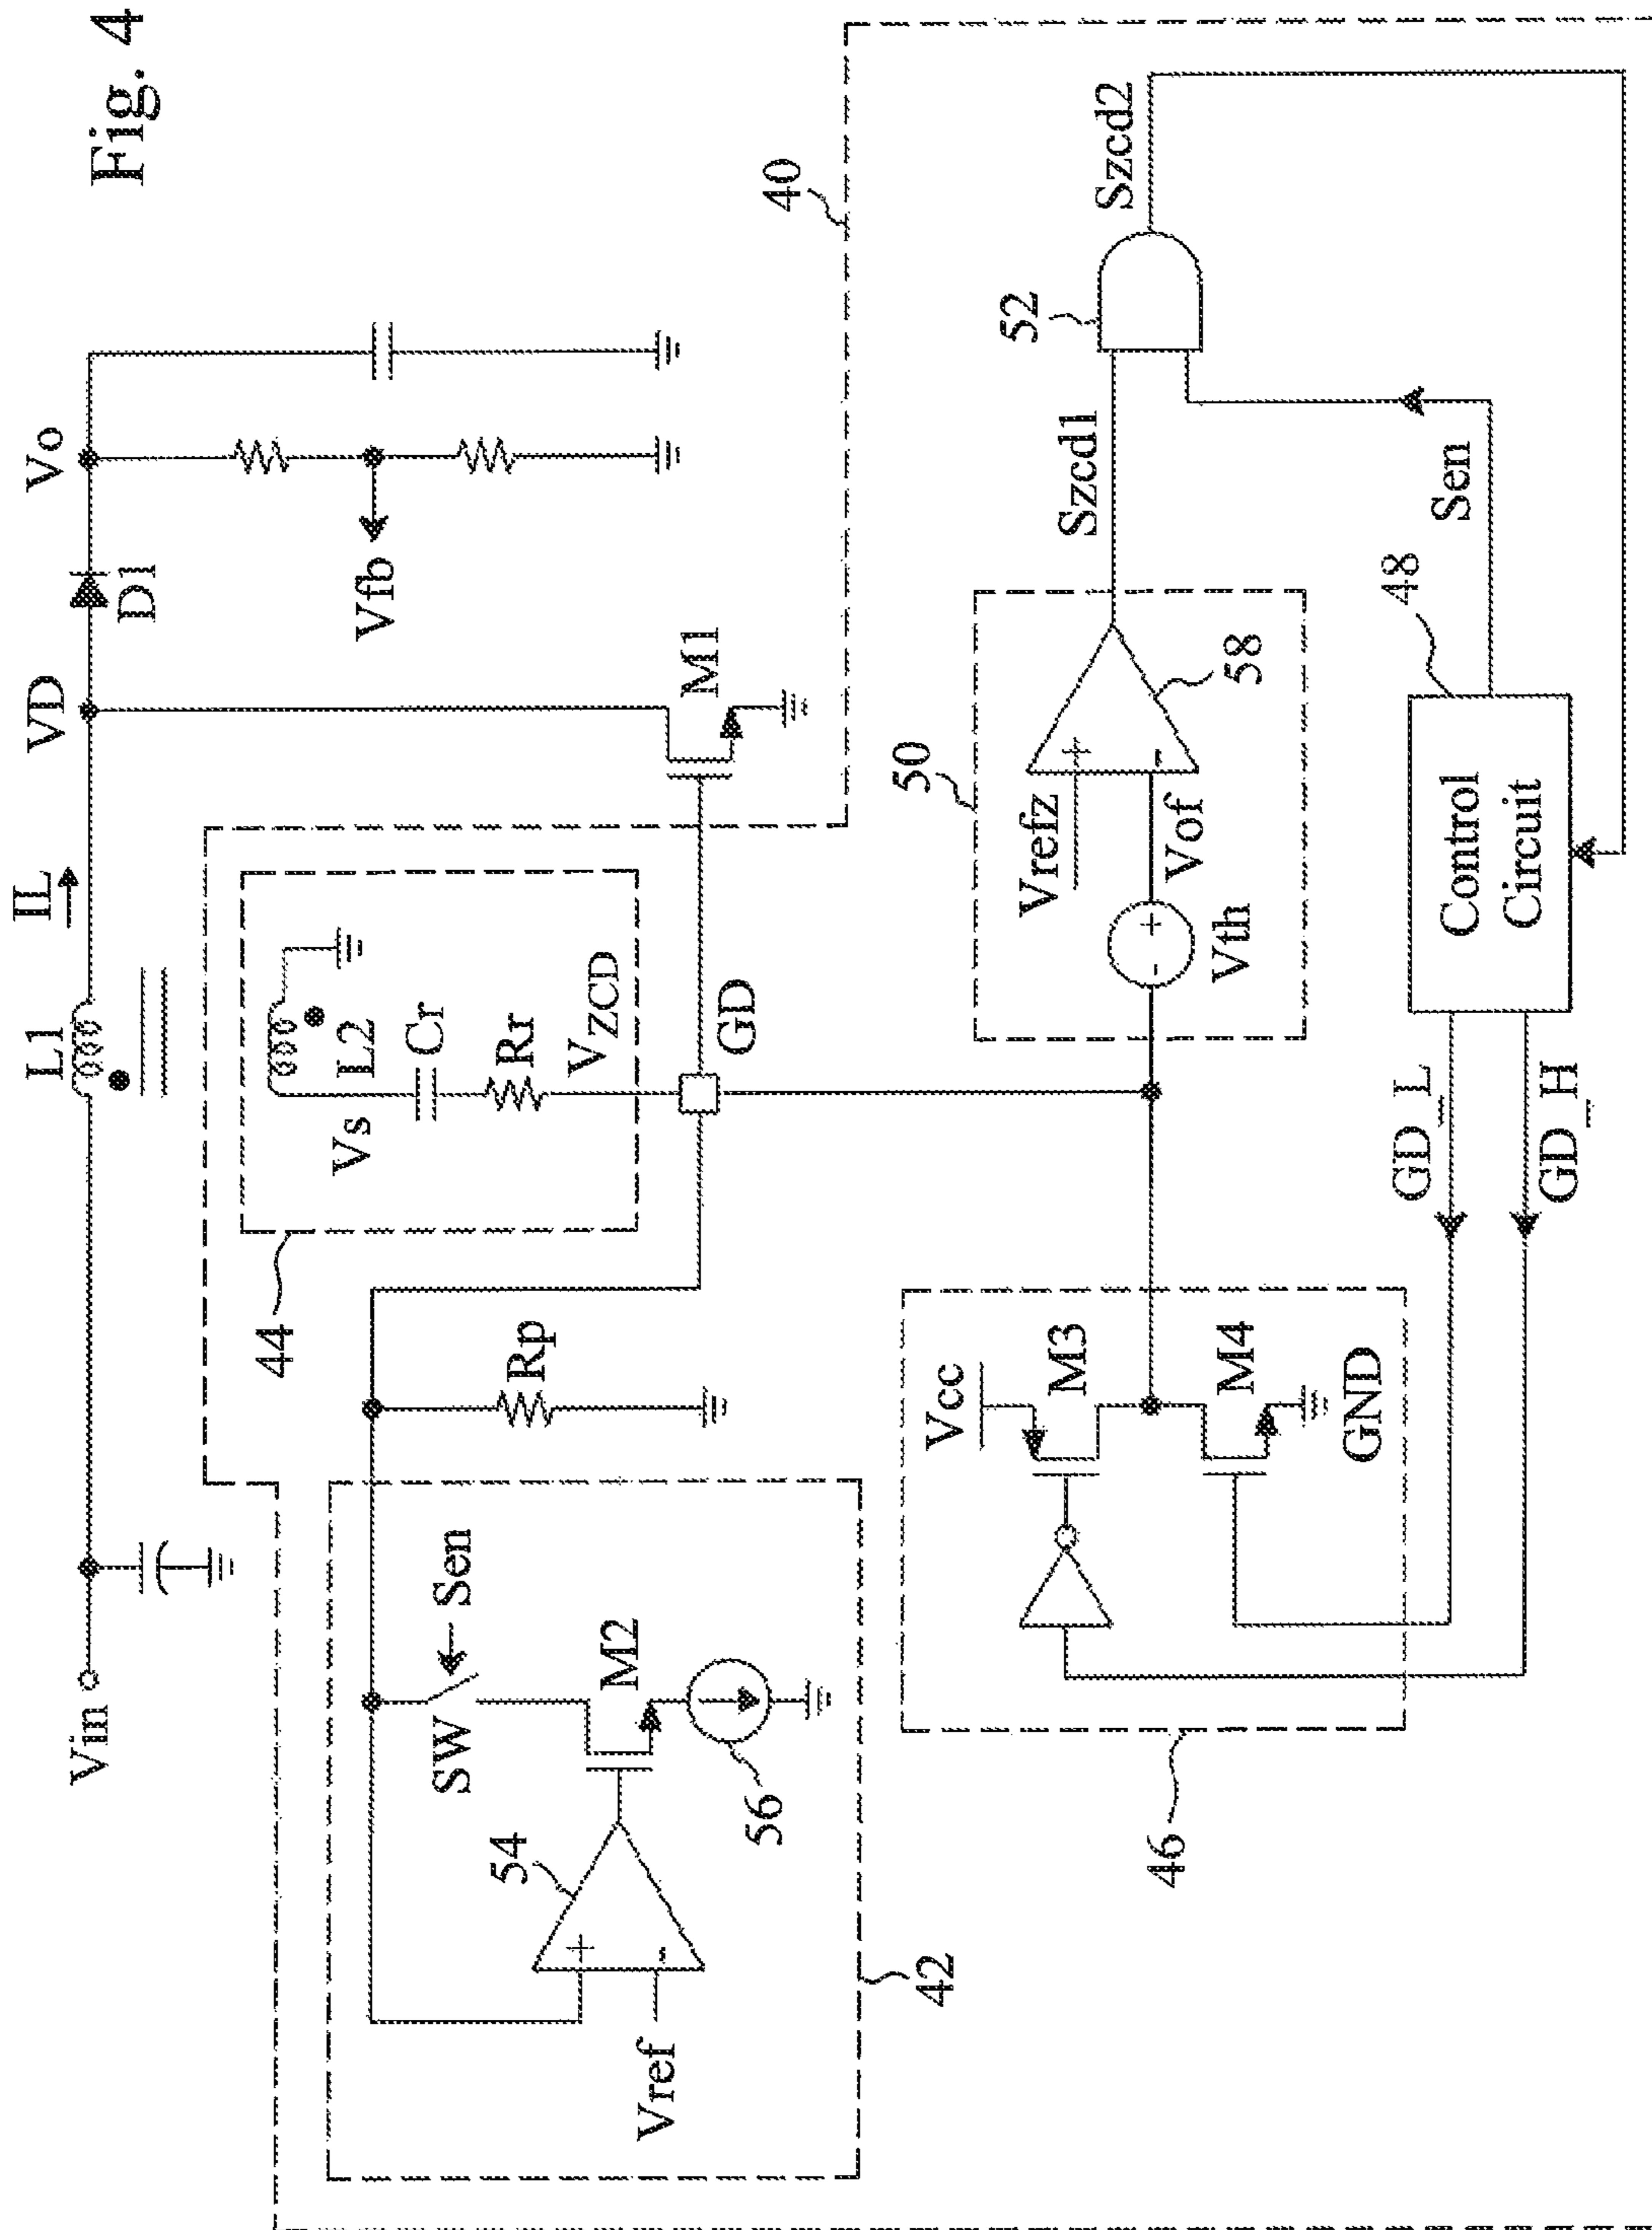 Fig. 4
Vin
L1
IL
VD
D1
Vo
Vfb
M1
40
44
Vs
L2
Cr
Rr
VZCD
GD
Rp
42
Vref
54
+
-
SW
Sen
M2
56
46
Vcc
M3
M4
GND
50
Vrefz
+
-
Vof
- +
Vth
58
Szcd1
52
Szcd2
Sen
48
Control
Circuit
GD_L
GD_H